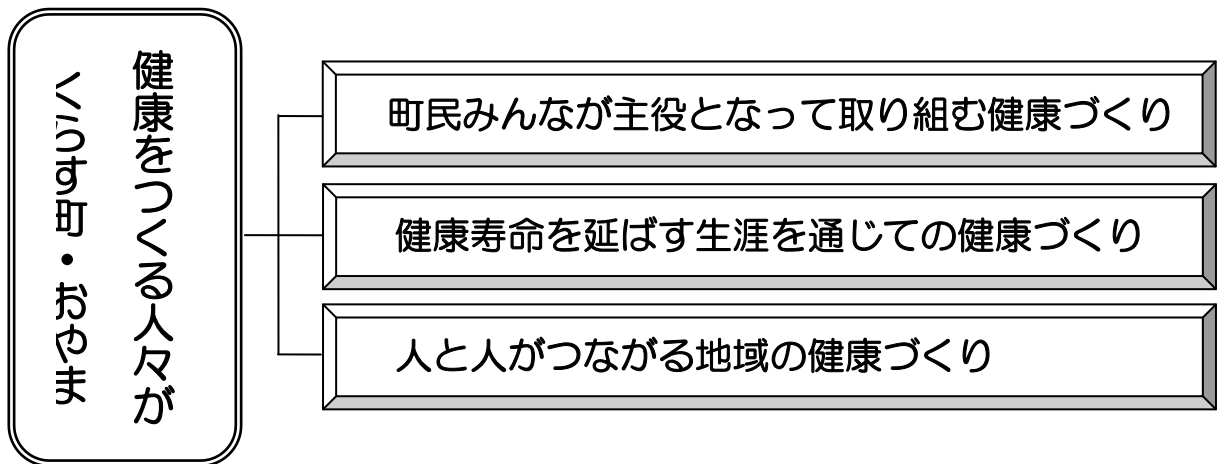 健康をつくる人々が
くらす町・おやま
町民みんなが主役となって取り組む健康づくり
健康寿命を延ばす生涯を通じての健康づくり
人と人がつながる地域の健康づくり